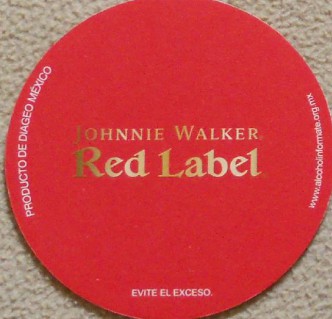 PRODUCTO DE DIAGEO MÉXICO
JOHNNIE WALKER
Red Label
www.alcoholinformate.org.mx
EVITE EL EXCESO.